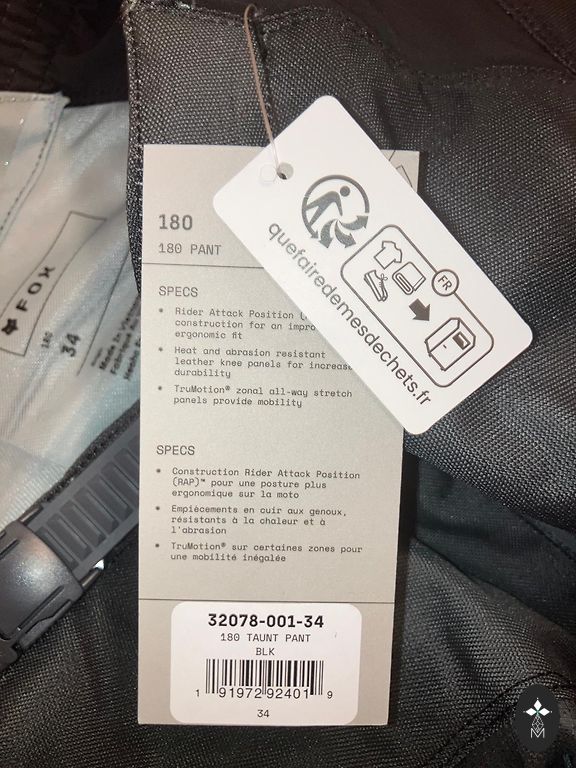 180
180 PANT
SPECS
• Rider Attack Position
construction for an impro
ergonomic fit
• Heat and abrasion resistant
leather knee panels for increas
durability
• TruMotion® zonal all-way stretch
panels provide mobility
SPECS
• Construction Rider Attack Position
(RAP)™ pour une posture plus
ergonomique sur la moto
• Empiècements en cuir aux genoux,
résistants à la chaleur et à
l'abrasion
• TruMotion® sur certaines zones pour
une mobilité inégalée
32078-001-34
180 TAUNT PANT
BLK
1 91972 92401 9
34
FR
quefairedemesdechets.fr
FOX
180
34
Made in
M